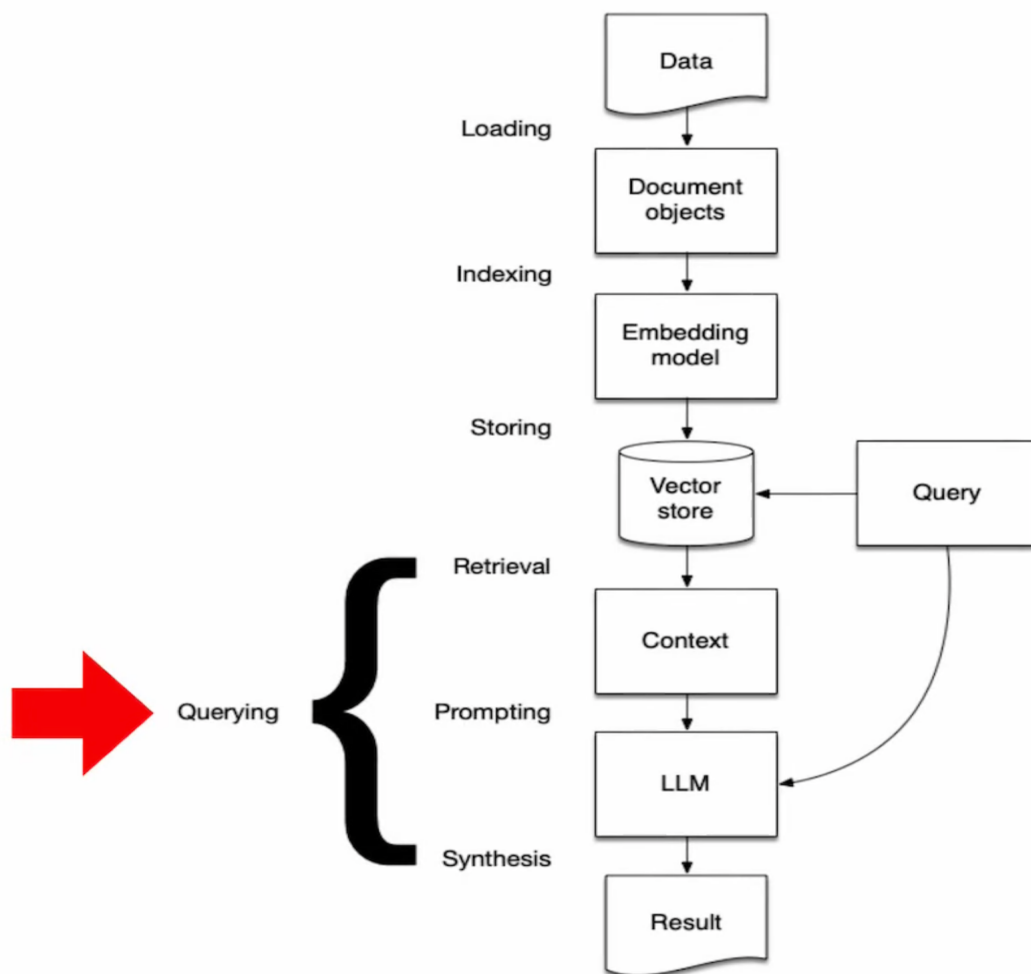 Data
Loading
Document
objects
Indexing
Embedding
model
Storing
Vector
store
Query
Retrieval
Context
Querying
Prompting
LLM
Synthesis
Result